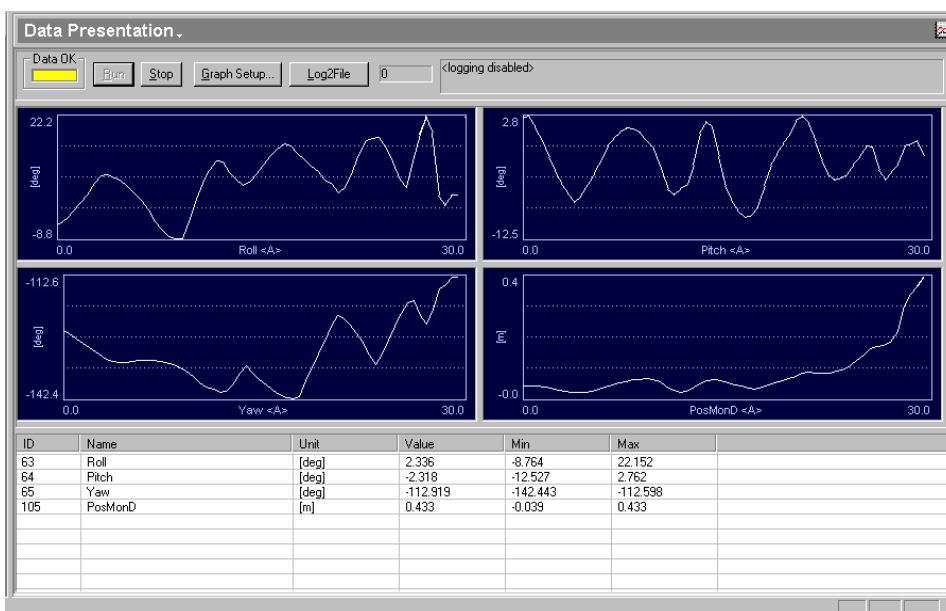 Data Presentation.
Data OK
Run Stop Graph Setup... Log2File 0 <logging disabled>
22.2
[deg]
-8.8
0.0 Roll <A> 30.0
2.8
[deg]
-12.5
0.0 Pitch <A> 30.0
-112.6
[deg]
-142.4
0.0 Yaw <A> 30.0
0.4
[m]
-0.0
0.0 PosMonD <A> 30.0
ID Name Unit Value Min Max
63 Roll [deg] 2.336 -8.764 22.152
64 Pitch [deg] -2.318 -12.527 2.762
65 Yaw [deg] -112.919 -142.443 -112.598
105 PosMonD [m] 0.433 -0.039 0.433